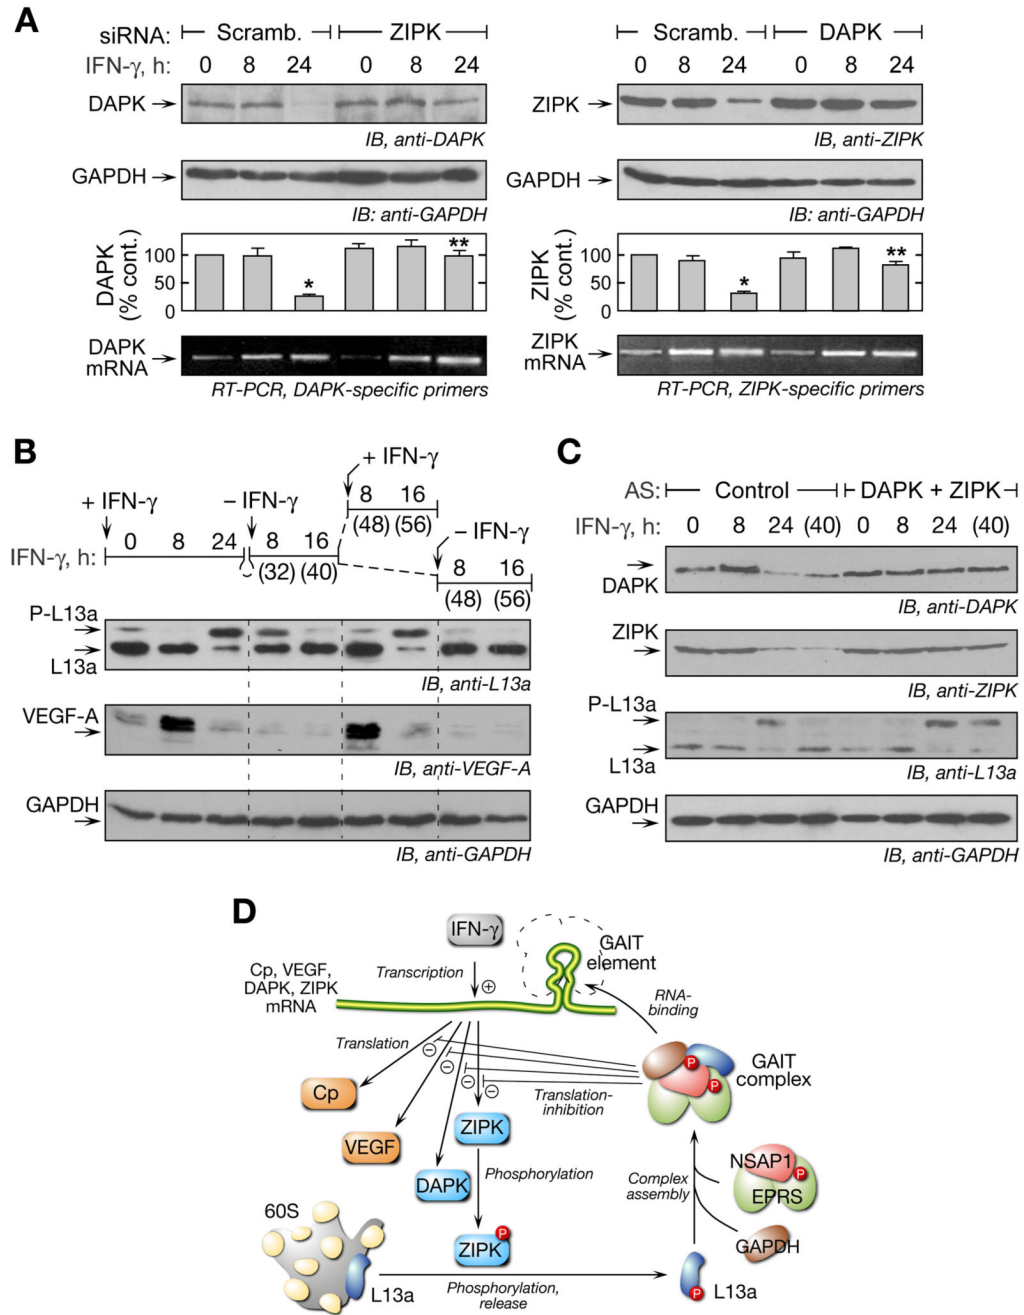 A
siRNA: Scramb. ZIPK
IFN-γ, h: 0 8 24 0 8 24
DAPK
IB, anti-DAPK
GAPDH
IB: anti-GAPDH
DAPK
(% cont.)
100
50
0
*
**
DAPK
mRNA
RT-PCR, DAPK-specific primers
Scramb. DAPK
0 8 24 0 8 24
ZIPK
IB, anti-ZIPK
GAPDH
IB: anti-GAPDH
ZIPK
(% cont.)
100
50
0
*
**
ZIPK
mRNA
RT-PCR, ZIPK-specific primers
B
+ IFN-γ
+ IFN-γ
– IFN-γ
8 16
(48) (56)
– IFN-γ
IFN-γ, h: 0 8 24 8 16
(32) (40)
8 16
(48) (56)
P-L13a
L13a
IB, anti-L13a
VEGF-A
IB, anti-VEGF-A
GAPDH
IB, anti-GAPDH
C
AS: Control DAPK + ZIPK
IFN-γ, h: 0 8 24 (40) 0 8 24 (40)
DAPK
IB, anti-DAPK
ZIPK
IB, anti-ZIPK
P-L13a
L13a
IB, anti-L13a
GAPDH
IB, anti-GAPDH
D
IFN-γ
GAIT
element
Transcription
+
Cp, VEGF,
DAPK, ZIPK
mRNA
RNA-
binding
Translation
–
–
–
–
P
P
GAIT
complex
Translation-
inhibition
Cp
ZIPK
VEGF
DAPK
Phosphorylation
NSAP1
P
EPRS
Complex
assembly
60S
P
ZIPK
GAPDH
L13a
Phosphorylation,
release
P
L13a